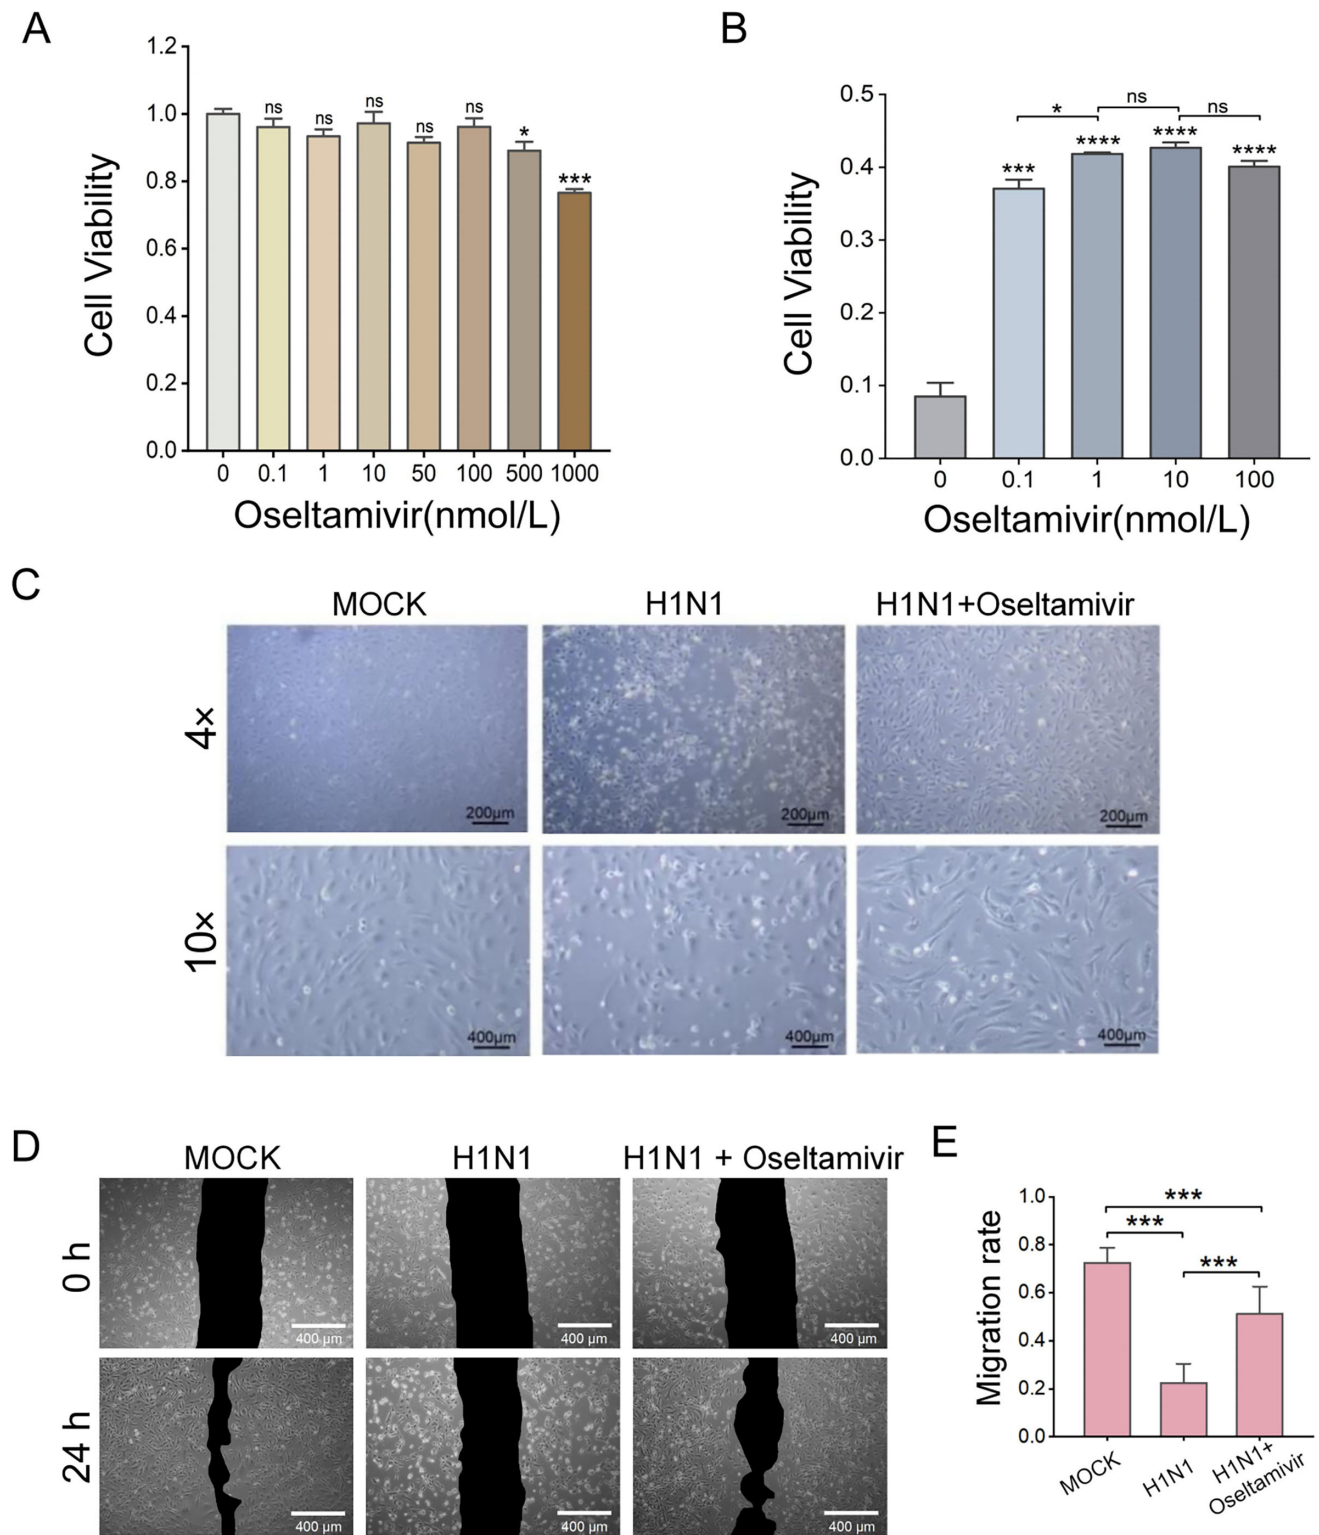 A
1.2
1.0
0.8
0.6
0.4
0.2
0.0
Cell Viability
ns
ns
ns
ns
ns
*
***
0 0.1 1 10 50 100 500 1000
Oseltamivir(nmol/L)
B
0.5
0.4
0.3
0.2
0.1
0.0
Cell Viability
* ns ns
*** **** **** ****
0 0.1 1 10 100
Oseltamivir(nmol/L)
C
MOCK H1N1 H1N1+Oseltamivir
4×
200μm 200μm 200μm
10×
400μm 400μm 400μm
D
MOCK H1N1 H1N1 + Oseltamivir
0 h
400 μm 400 μm 400 μm
24 h
400 μm 400 μm 400 μm
E
1.0
0.8
0.6
0.4
0.2
0.0
Migration rate
***
***
***
MOCK
H1N1
H1N1+
Oseltamivir